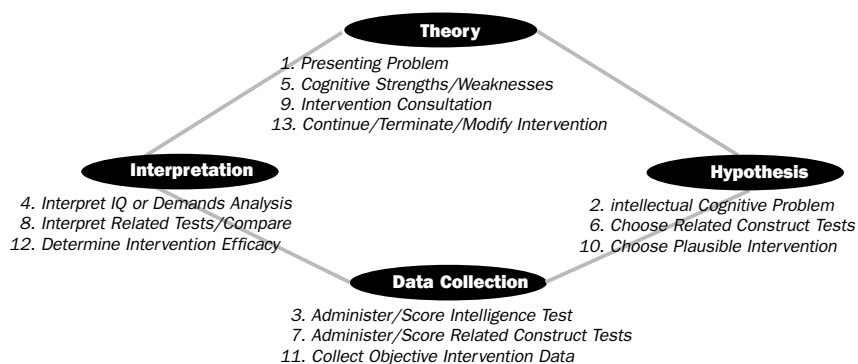 Theory
1. Presenting Problem
5. Cognitive Strengths/Weaknesses
9. Intervention Consultation
13. Continue/Terminate/Modify Intervention
Interpretation
4. Interpret IQ or Demands Analysis
8. Interpret Related Tests/Compare
12. Determine Intervention Efficacy
Hypothesis
2. intellectual Cognitive Problem
6. Choose Related Construct Tests
10. Choose Plausible Intervention
Data Collection
3. Administer/Score Intelligence Test
7. Administer/Score Related Construct Tests
11. Collect Objective Intervention Data